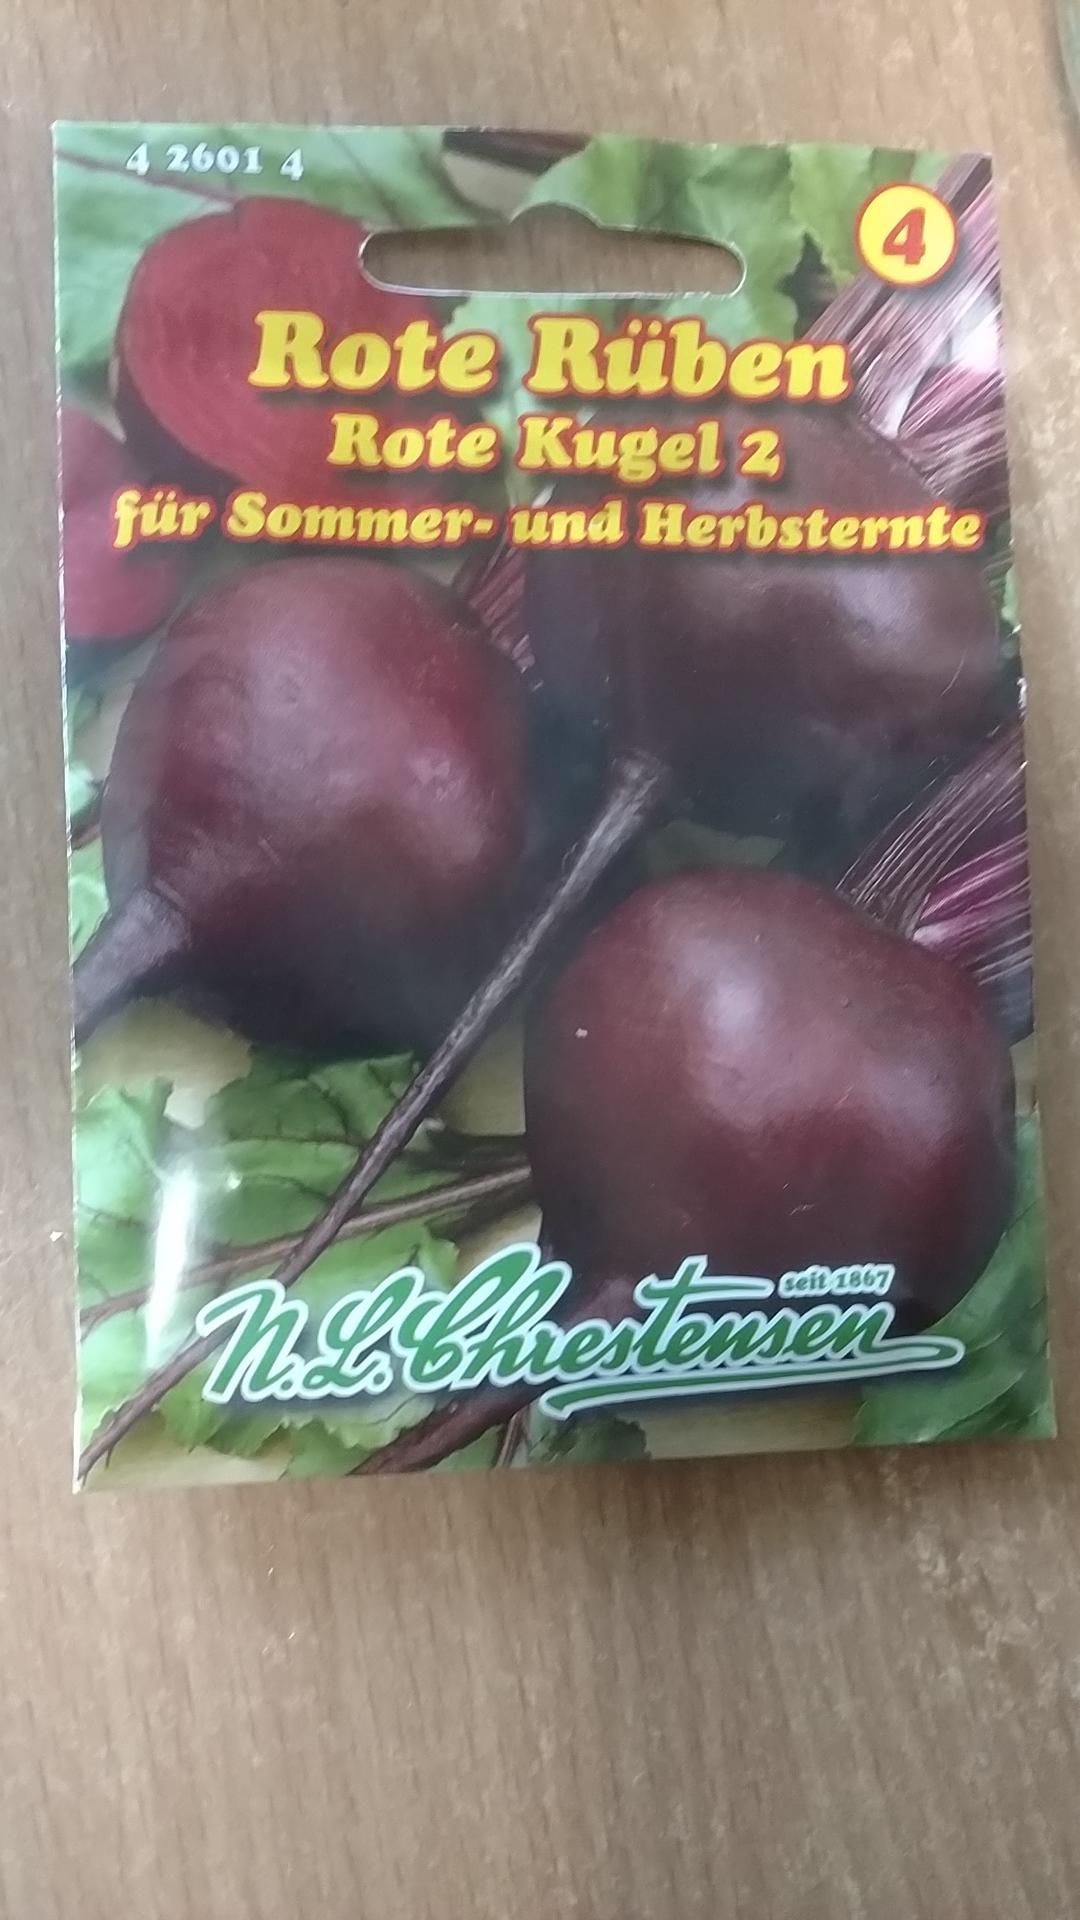 4 2601 4
4
Rote Rüben
Rote Kugel 2
für Sommer- und Herbsternte
seit 1867
N.L. Chrestensen